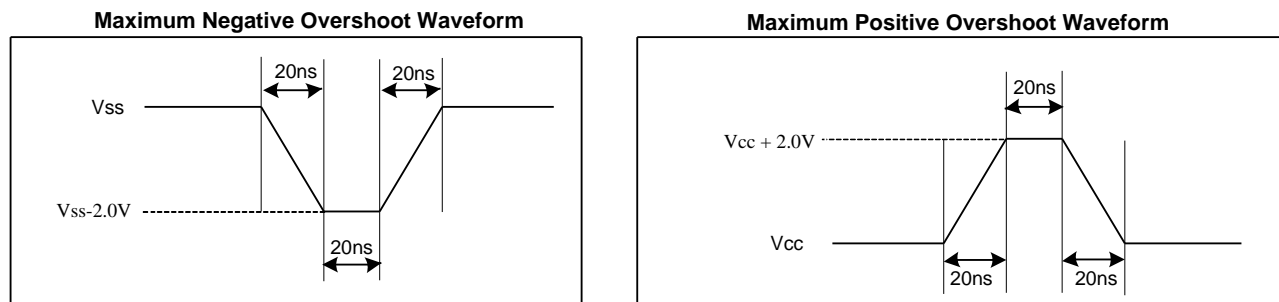 Maximum Negative Overshoot Waveform
20ns
20ns
Vss
Vss-2.0V
20ns
Maximum Positive Overshoot Waveform
20ns
Vcc + 2.0V
Vcc
20ns
20ns